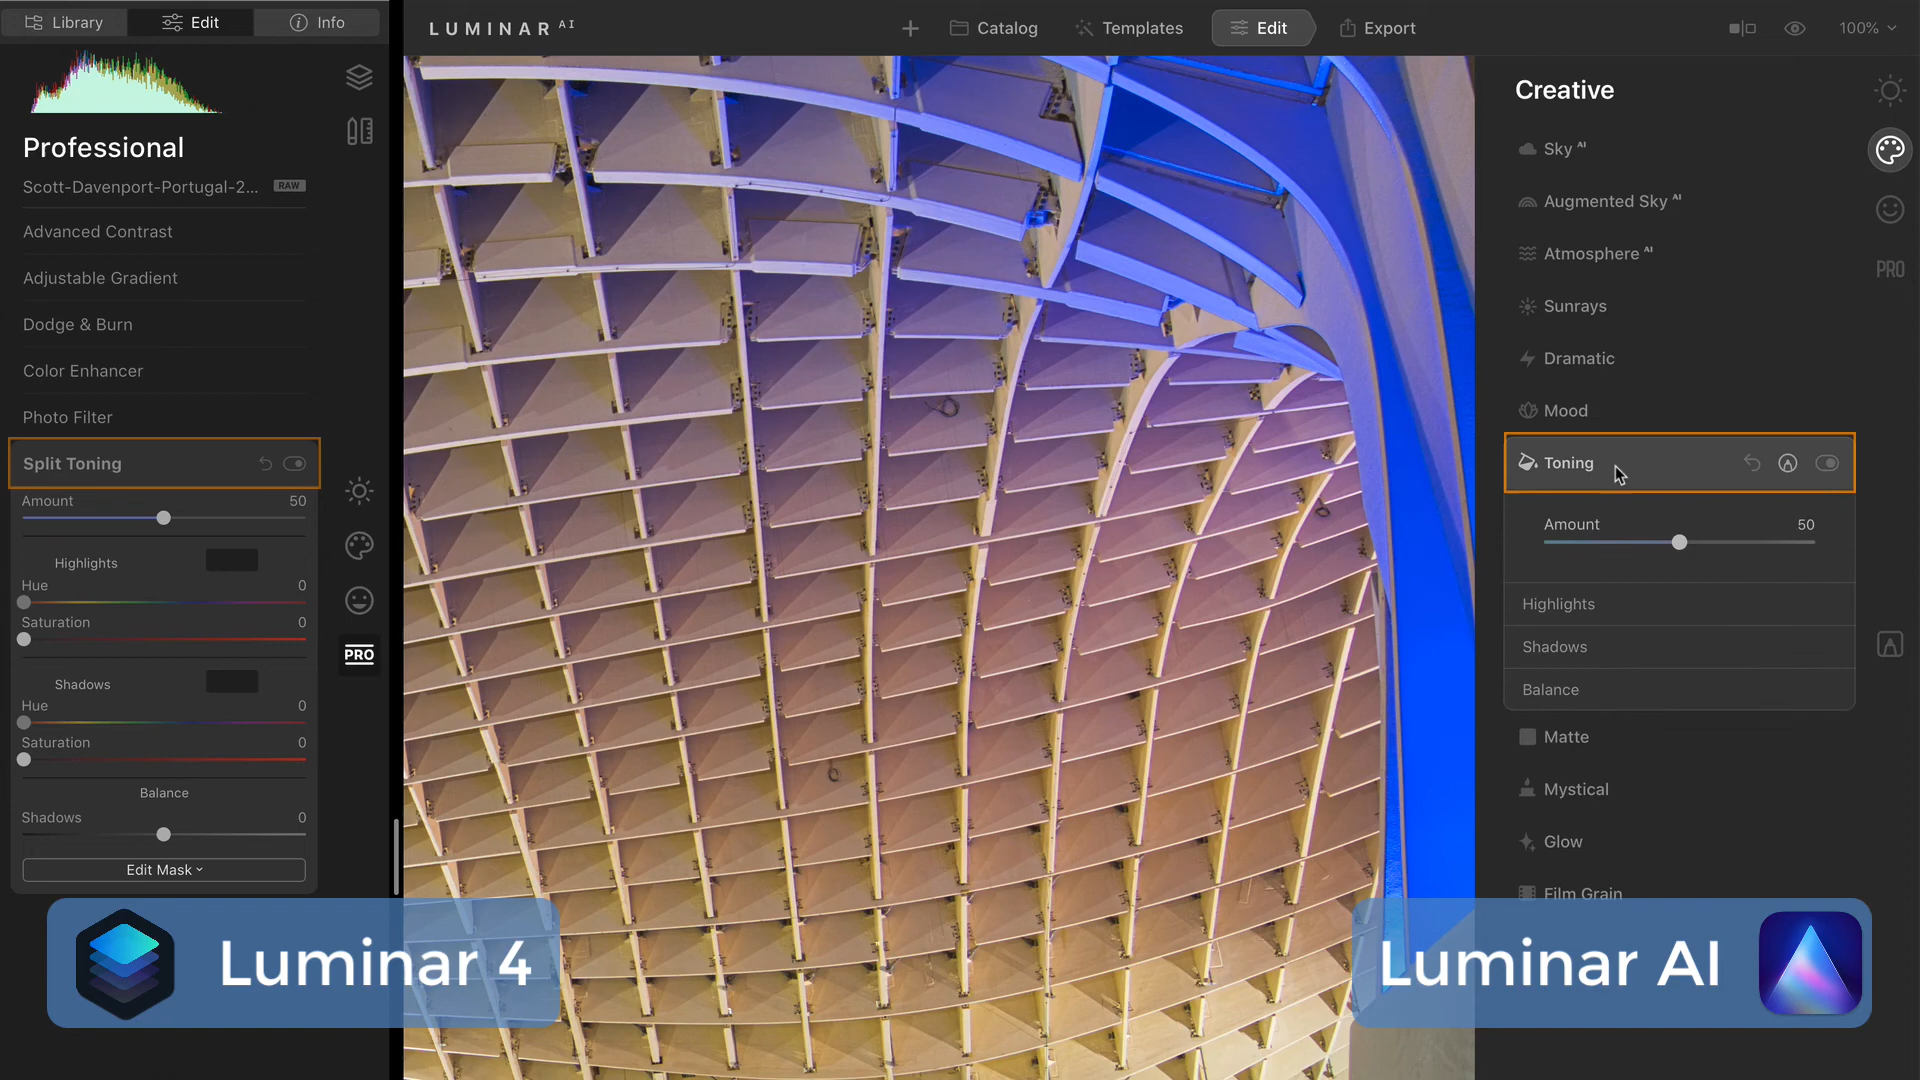 Library
Edit
Info
Professional
Scott-Davenport-Portugal-2...
RAW
Advanced Contrast
Adjustable Gradient
Dodge & Burn
Color Enhancer
Photo Filter
Split Toning
Amount 50
Highlights
Hue 0
Saturation 0
Shadows
Hue 0
Saturation 0
Balance
Shadows 0
Edit Mask
PRO
Luminar 4
LUMINAR AI
Catalog
Templates
Edit
Export
100%
Creative
Sky AI
Augmented Sky AI
Atmosphere AI
Sunrays
Dramatic
Mood
Toning
Amount 50
Highlights
Shadows
Balance
Matte
Mystical
Glow
Film Grain
PRO
Luminar AI